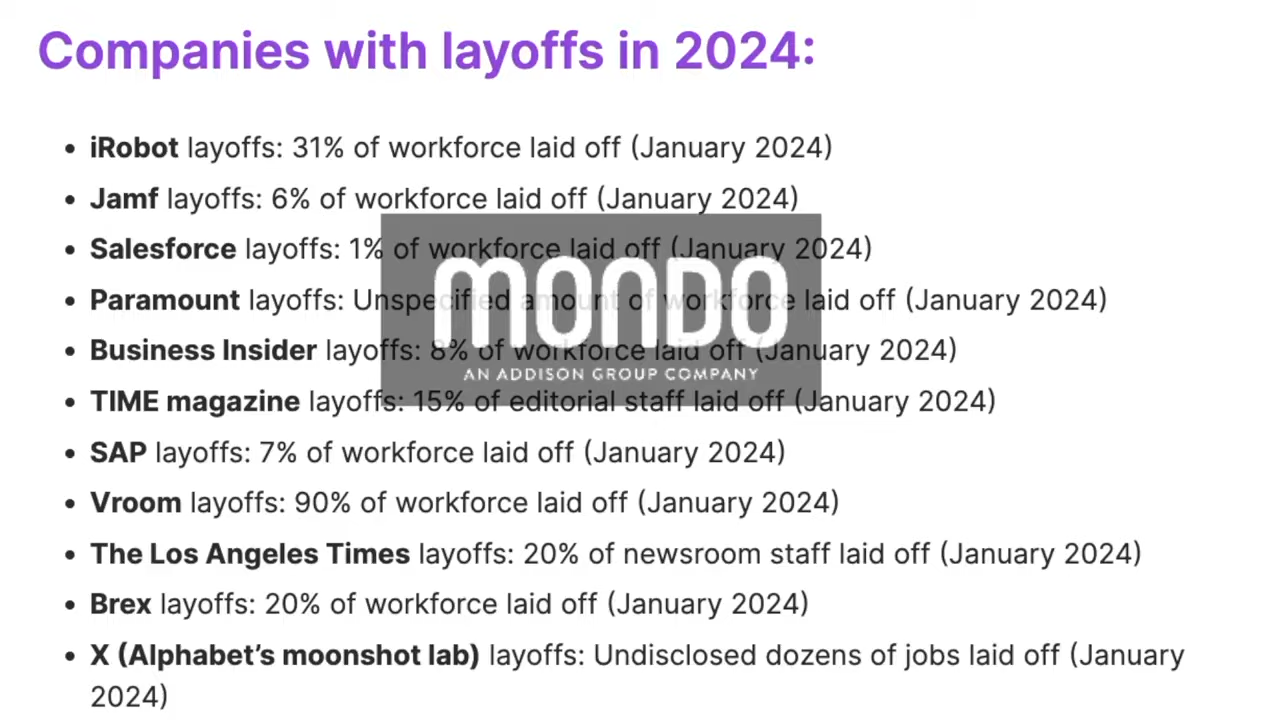 Companies with layoffs in 2024:
• iRobot layoffs: 31% of workforce laid off (January 2024)
• Jamf layoffs: 6% of workforce laid off (January 2024)
• Salesforce layoffs: 1% of workforce laid off (January 2024)
• Paramount layoffs: Unspecified amount of workforce laid off (January 2024)
• Business Insider layoffs: 8% of workforce laid off (January 2024)
• TIME magazine layoffs: 15% of editorial staff laid off (January 2024)
• SAP layoffs: 7% of workforce laid off (January 2024)
• Vroom layoffs: 90% of workforce laid off (January 2024)
• The Los Angeles Times layoffs: 20% of newsroom staff laid off (January 2024)
• Brex layoffs: 20% of workforce laid off (January 2024)
• X (Alphabet’s moonshot lab) layoffs: Undisclosed dozens of jobs laid off (January
2024)
MONDO
AN ADDISON GROUP COMPANY